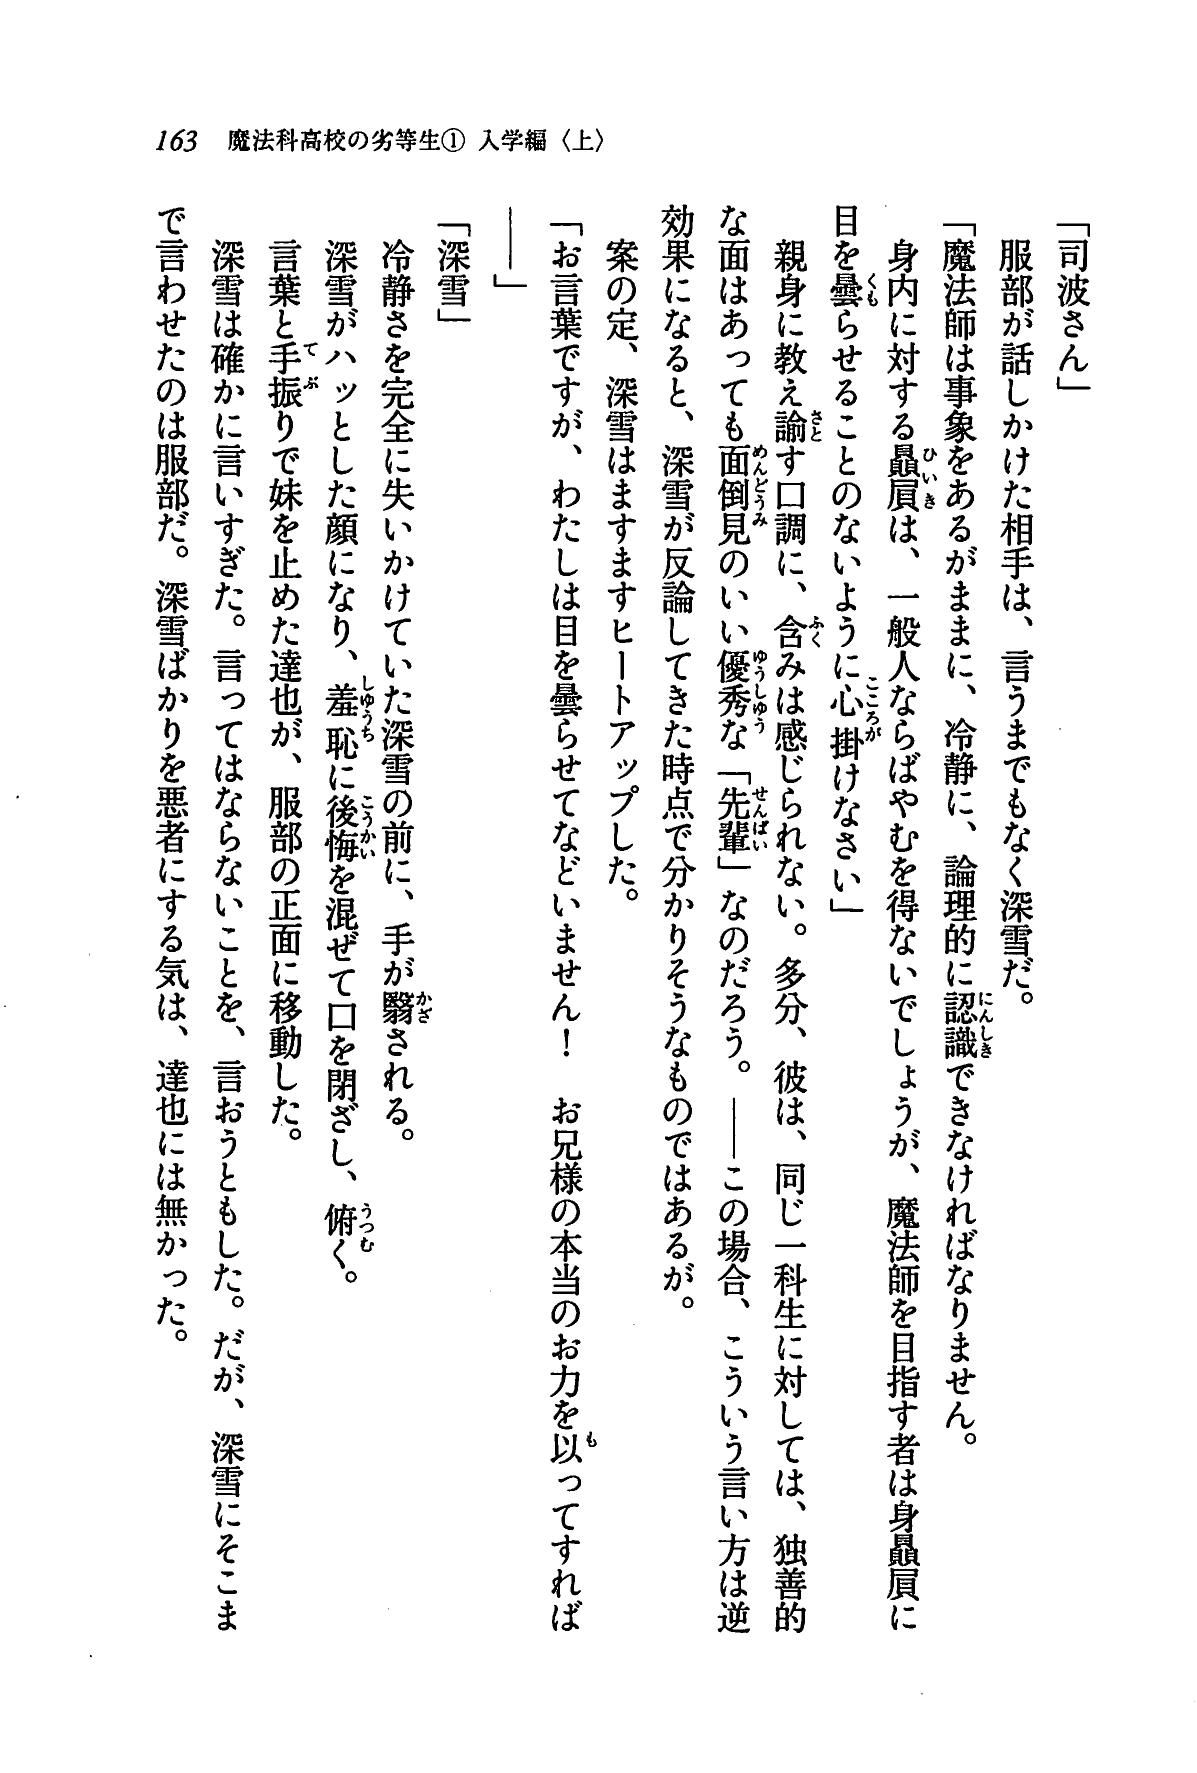 163 魔法科高校の劣等生① 入学編〈上〉
「司波さん」
服部が話しかけた相手は、言うまでもなく深雪だ。
「魔法師は事象をあるがままに、冷静に、論理的に認識できなければなりません。
身内に対する贔屓は、一般人ならばやむを得ないでしょうが、魔法師を目指す者は身贔屓に
目を曇らせることのないように心掛けなさい」
親身に教え諭す口調に、含みは感じられない。多分、彼は、同じ一科生に対しては、独善的
な面はあっても面倒見のいい優秀な「先輩」なのだろう。――この場合、こういう言い方は逆
効果になると、深雪が反論してきた時点で分かりそうなものではあるが。
案の定、深雪はますますヒートアップした。
「お言葉ですが、わたしは目を曇らせてなどいません！　お兄様の本当のお力を以ってすれば
――」
「深雪」
冷静さを完全に失いかけていた深雪の前に、手が翳される。
深雪がハッとした顔になり、羞恥に後悔を混ぜて口を閉ざし、俯く。
言葉と手振りで妹を止めた達也が、服部の正面に移動した。
深雪は確かに言いすぎた。言ってはならないことを、言おうともした。だが、深雪にそこま
で言わせたのは服部だ。深雪ばかりを悪者にする気は、達也には無かった。